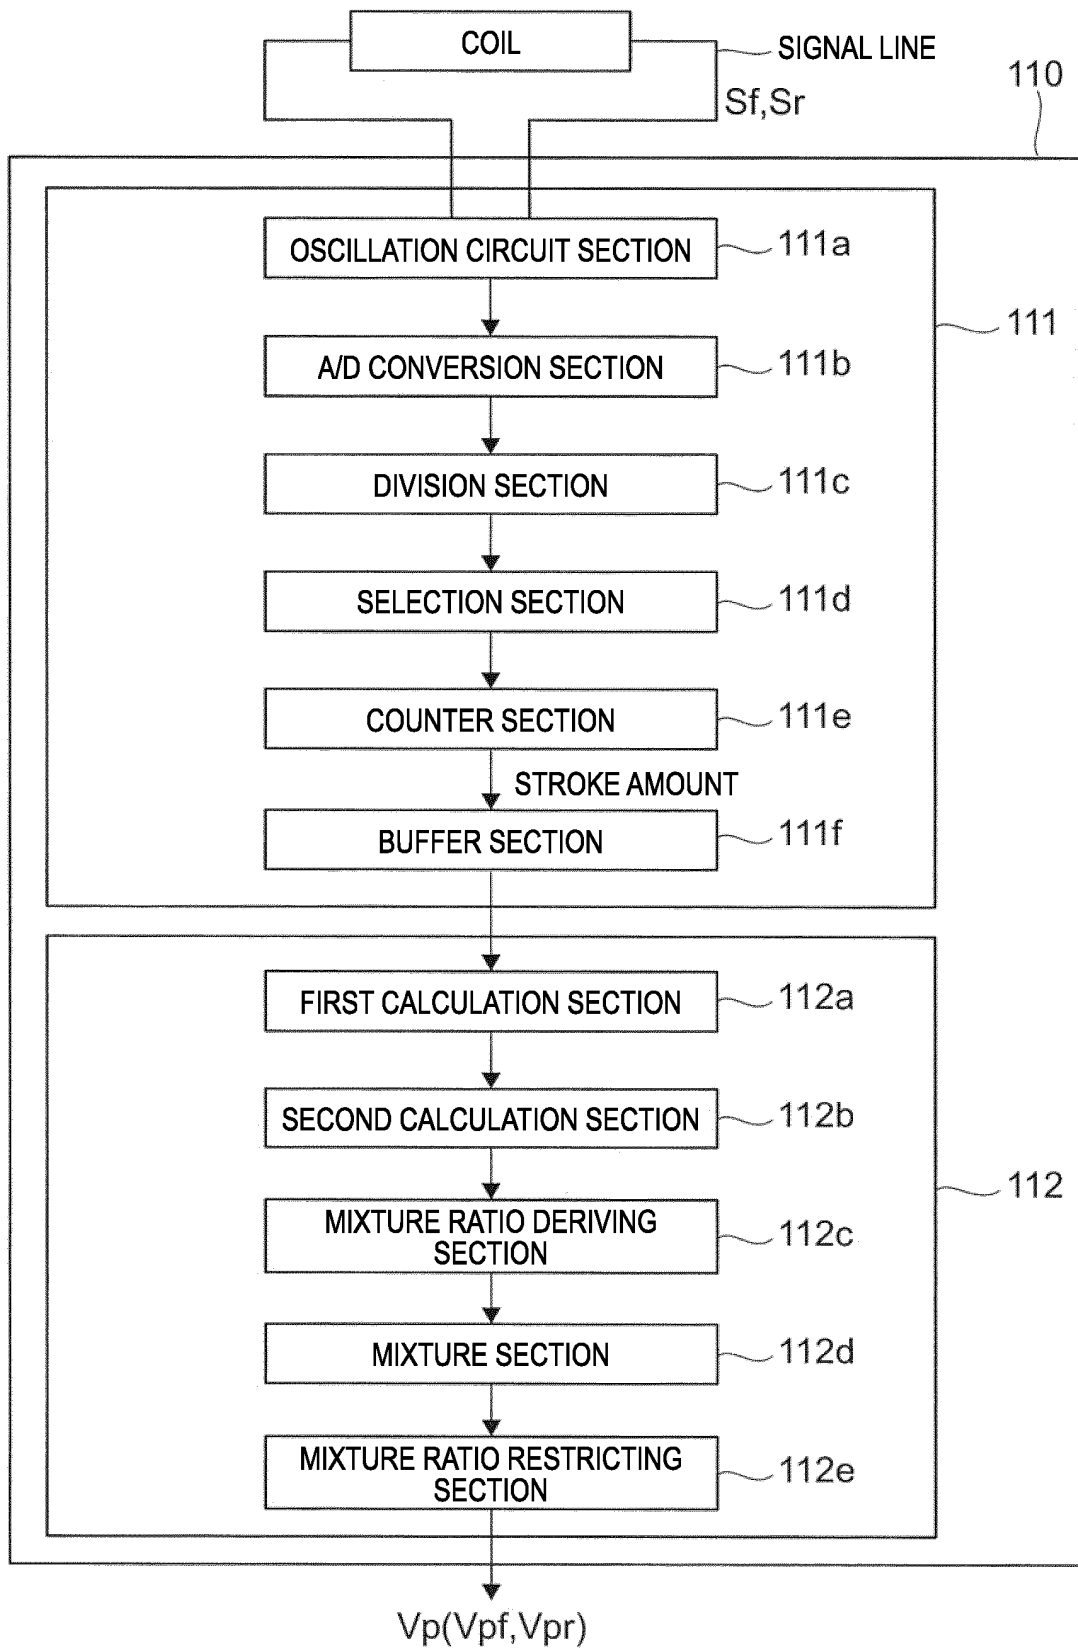 COIL
SIGNAL LINE
110
Sf,Sr
OSCILLATION CIRCUIT SECTION
111a
111
A/D CONVERSION SECTION
111b
DIVISION SECTION
111c
SELECTION SECTION
111d
COUNTER SECTION
111e
STROKE AMOUNT
BUFFER SECTION
111f
FIRST CALCULATION SECTION
112a
SECOND CALCULATION SECTION
112b
112
MIXTURE RATIO DERIVING
SECTION
112c
MIXTURE SECTION
112d
MIXTURE RATIO RESTRICTING
SECTION
112e
Vp(Vpf,Vpr)